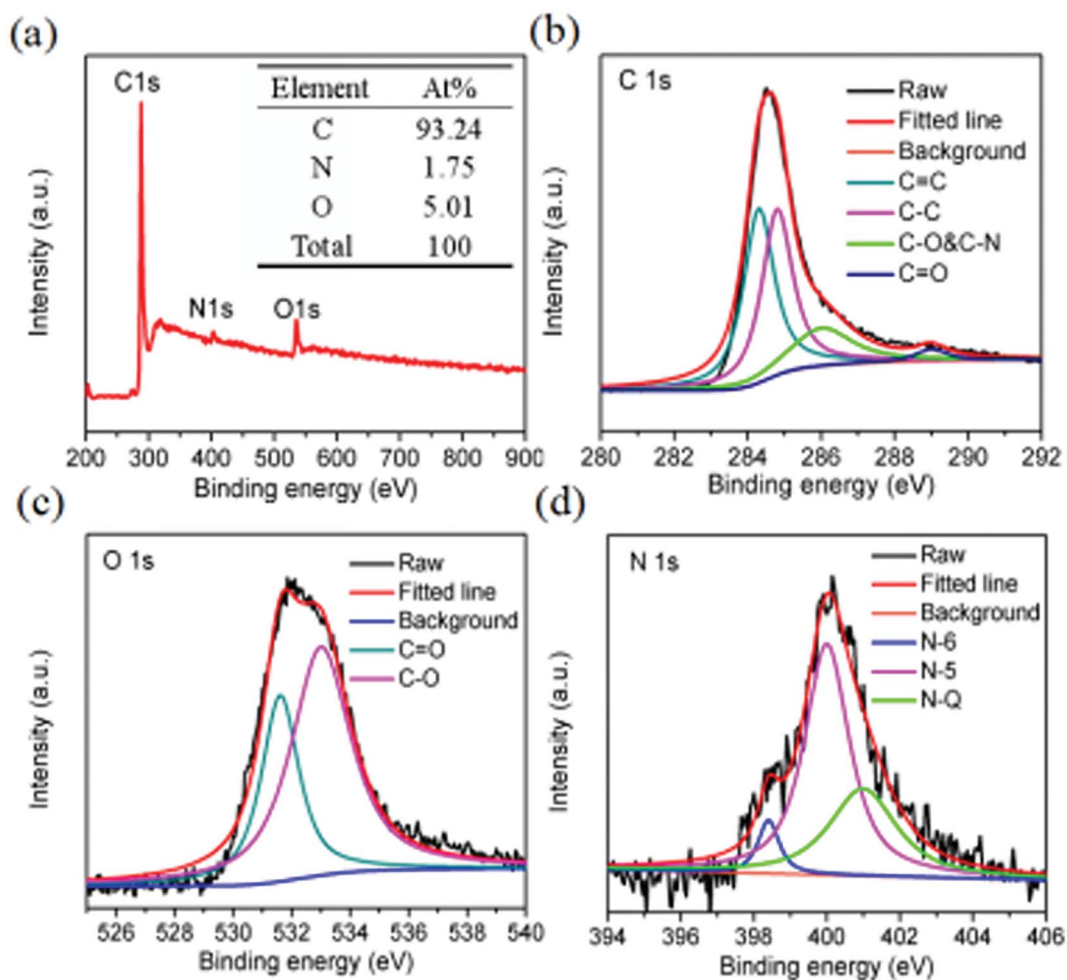 (a)
C1s
N1s
O1s
Element At%
C 93.24
N 1.75
O 5.01
Total 100
Intensity (a.u.)
200 300 400 500 600 700 800 900
Binding energy (eV)
(b)
C 1s
Raw
Fitted line
Background
C=C
C-C
C-O&C-N
C=O
Intensity (a.u.)
280 282 284 286 288 290 292
Binding energy (eV)
(c)
O 1s
Raw
Fitted line
Background
C=O
C-O
Intensity (a.u.)
526 528 530 532 534 536 538 540
Binding energy (eV)
(d)
N 1s
Raw
Fitted line
Background
N-6
N-5
N-Q
Intensity (a.u.)
394 396 398 400 402 404 406
Binding energy (eV)